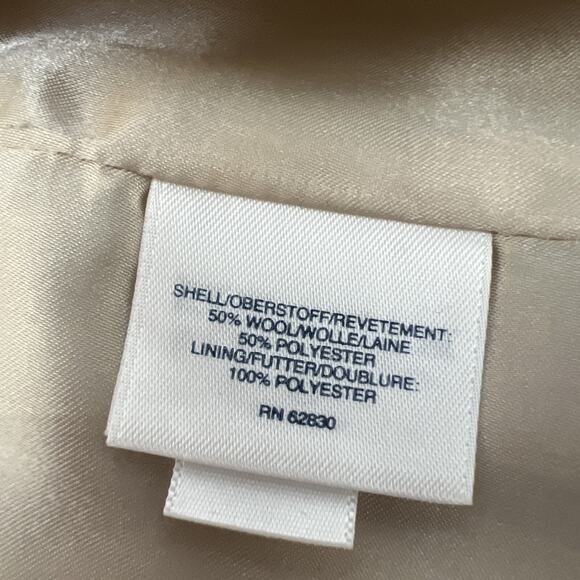 SHELL/OBERSTOFF/REVETEMENT:
50% WOOL/WOLLE/LAINE
50% POLYESTER
LINING/FUTTER/DOUBLURE:
100% POLYESTER
RN 62830